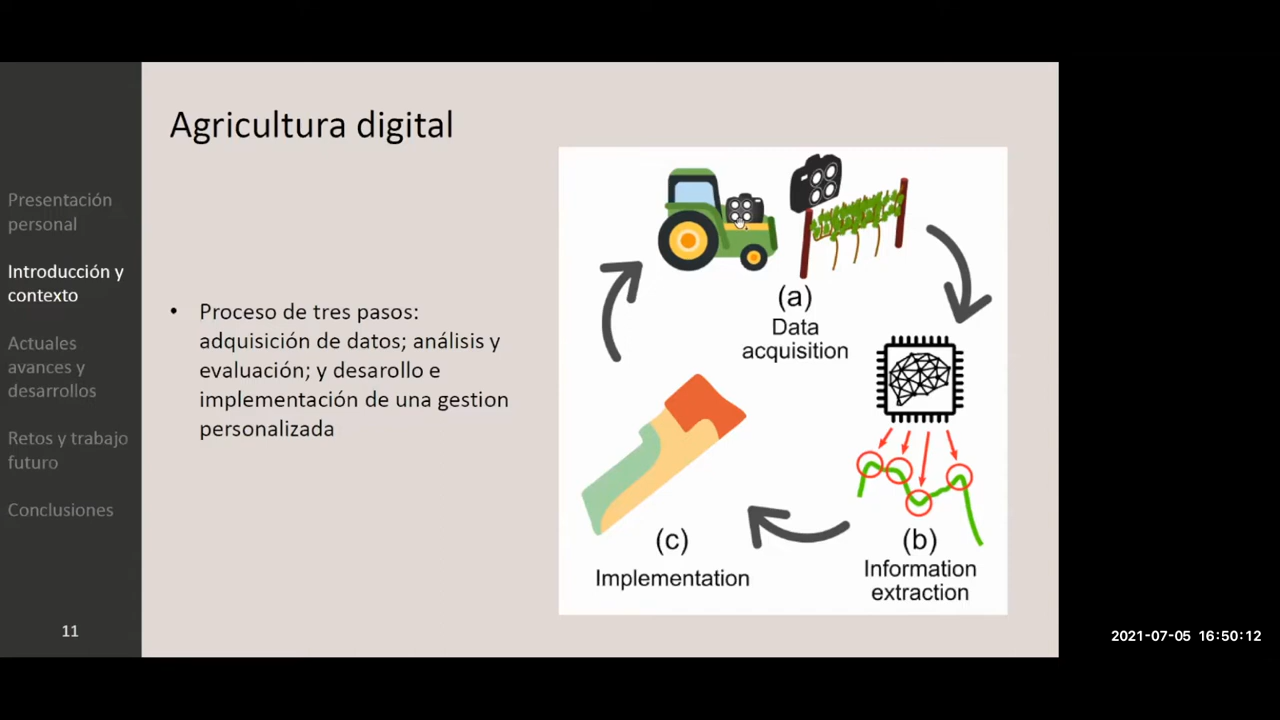 Agricultura digital
Presentación
personal
Introducción y
contexto
Actuales
avances y
desarrollos
Retos y trabajo
futuro
Conclusiones
11
• Proceso de tres pasos:
adquisición de datos; análisis y
evaluación; y desarollo e
implementación de una gestion
personalizada
(a)
Data
acquisition
(b)
Information
extraction
(c)
Implementation
2021-07-05 16:50:12